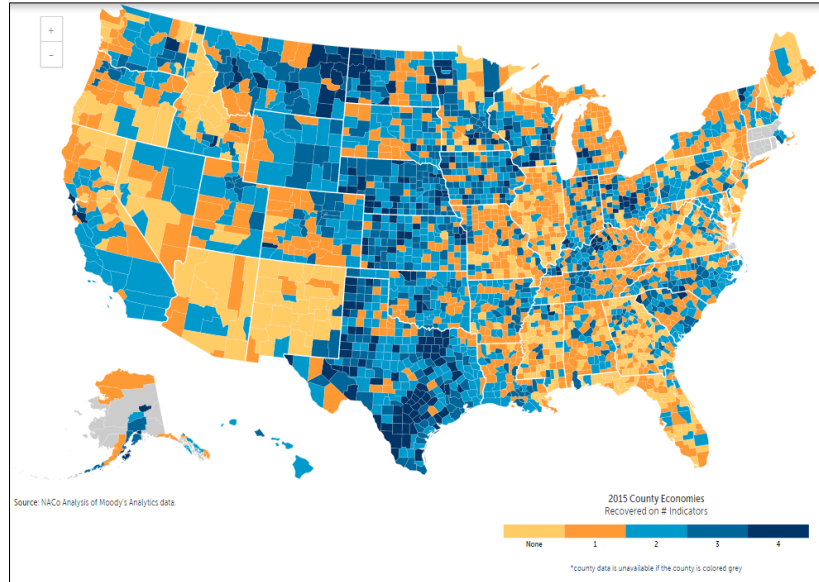 +
−
Source: NACo Analysis of Moody's Analytics data.
2015 County Economies
Recovered on # Indicators
None 1 2 3 4
*county data is unavailable if the county is colored grey